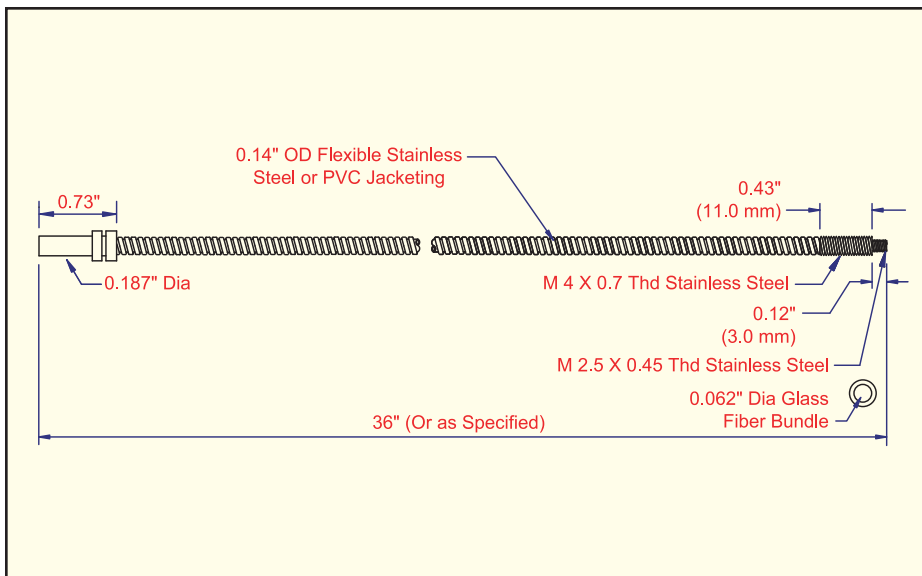 0.14" OD Flexible Stainless
Steel or PVC Jacketing
0.73"
0.43"
(11.0 mm)
0.187" Dia
M 4 X 0.7 Thd Stainless Steel
0.12"
(3.0 mm)
M 2.5 X 0.45 Thd Stainless Steel
0.062" Dia Glass
Fiber Bundle
36" (Or as Specified)